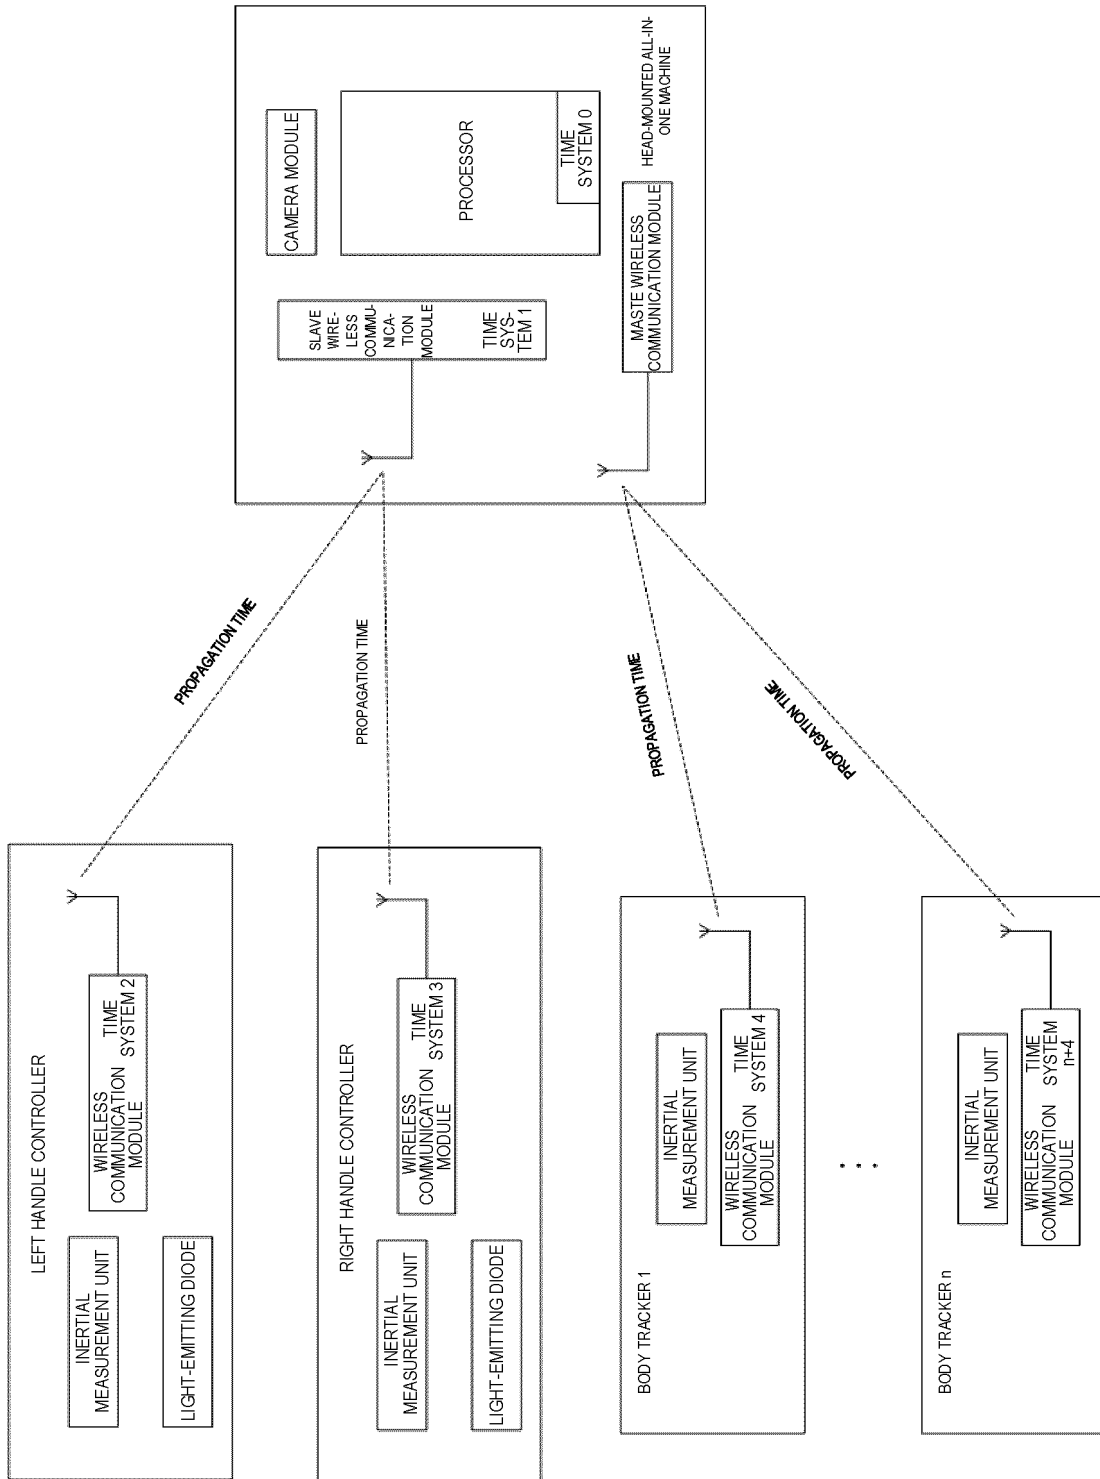 LEFT HANDLE CONTROLLER
INERTIAL
MEASUREMENT UNIT
LIGHT-EMITTING DIODE
WIRELESS
COMMUNICATION
MODULE
TIME
SYSTEM 2
PROPAGATION TIME
RIGHT HANDLE CONTROLLER
INERTIAL
MEASUREMENT UNIT
LIGHT-EMITTING DIODE
WIRELESS
COMMUNICATION
MODULE
TIME
SYSTEM 3
PROPAGATION TIME
BODY TRACKER 1
INERTIAL
MEASUREMENT UNIT
WIRELESS
COMMUNICATION
MODULE
TIME
SYSTEM 4
PROPAGATION TIME
BODY TRACKER n
INERTIAL
MEASUREMENT UNIT
WIRELESS
COMMUNICATION
MODULE
TIME
SYSTEM
n+4
PROPAGATION TIME
CAMERA MODULE
SLAVE
WIRE-
LESS
COMMU-
NICA-
TION
MODULE
TIME
SYS-
TEM 1
PROCESSOR
TIME
SYSTEM 0
MASTE WIRELESS
COMMUNICATION MODULE
HEAD-MOUNTED ALL-IN-
ONE MACHINE